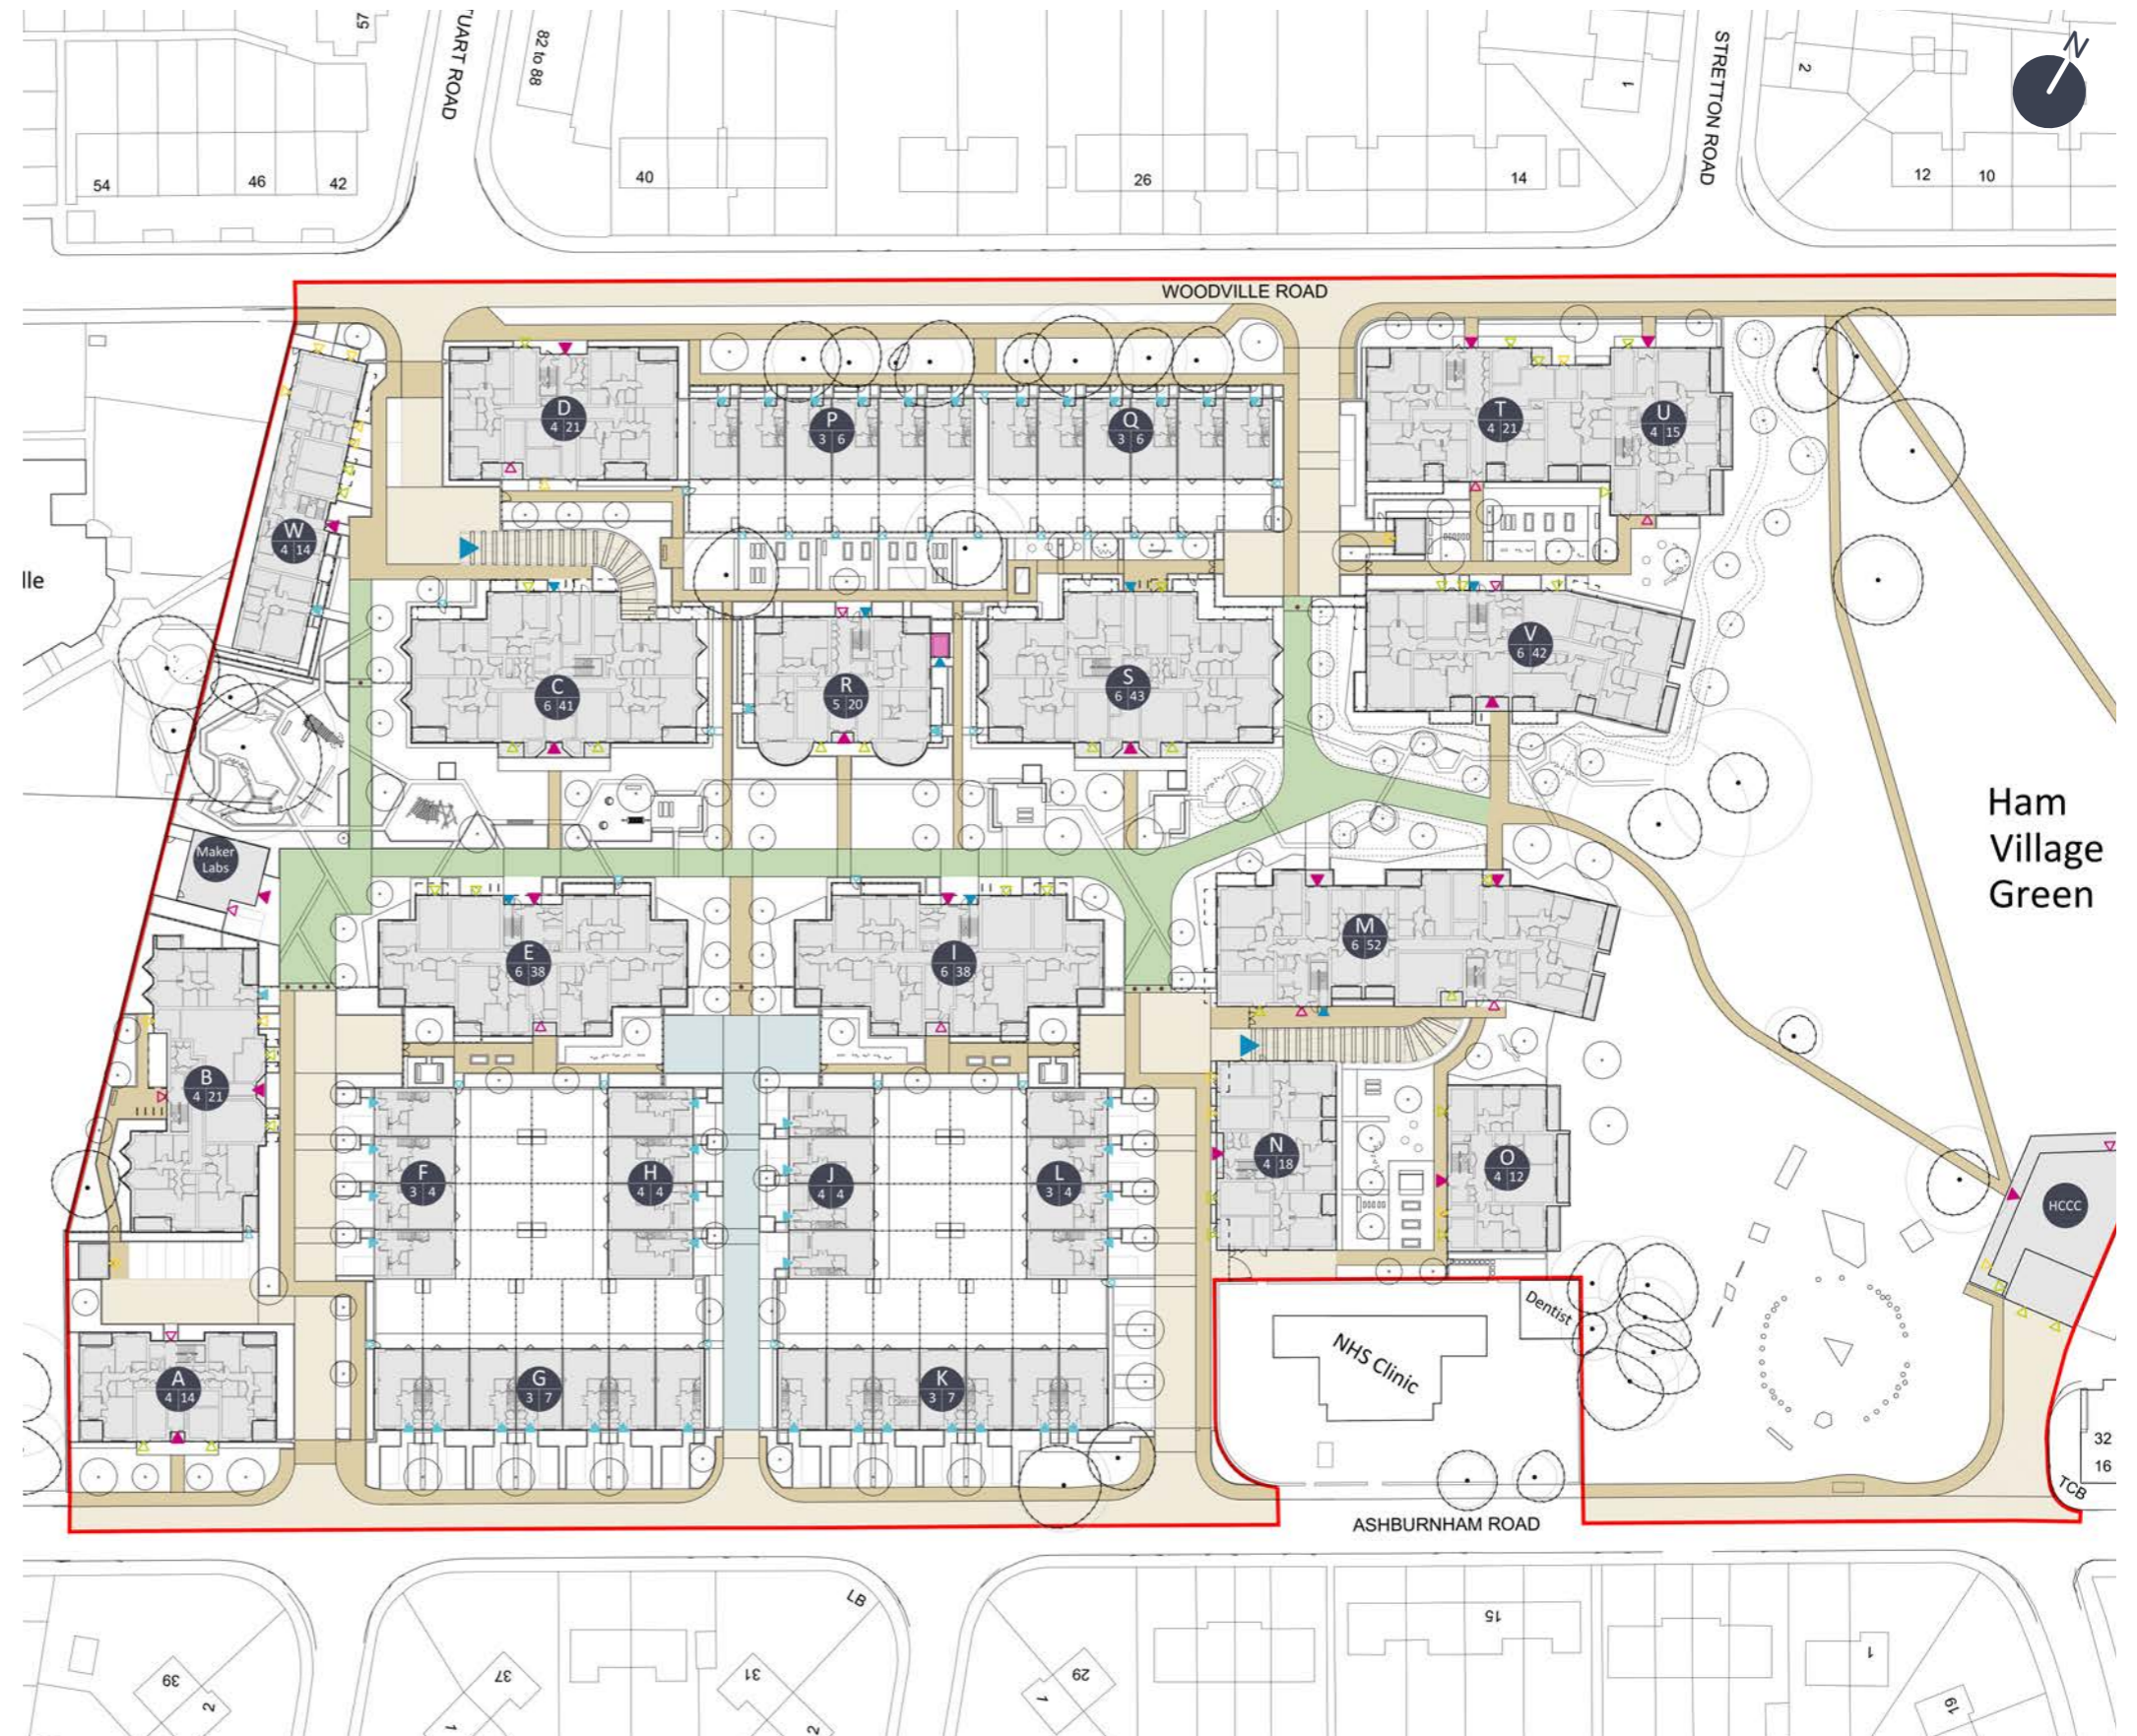 57
TUART ROAD
82 to 88
STRETTON ROAD
1
2
N
54
46
42
40
26
14
12
10
WOODVILLE ROAD
D
4 21
P
3 6
Q
3 6
T
4 21
U
4 15
W
4 14
lle
C
6 41
R
5 20
S
6 43
V
6 42
Maker
Labs
Ham
Village
Green
E
6 38
I
6 38
M
6 52
B
4 21
F
3 4
H
4 4
J
4 4
L
3 4
N
4 18
O
4 12
HCCC
Dentist
NHS Clinic
A
4 14
G
3 7
K
3 7
32
16
TCB
ASHBURNHAM ROAD
LB
39
2
37
1
31
2
29
1
15
1
19